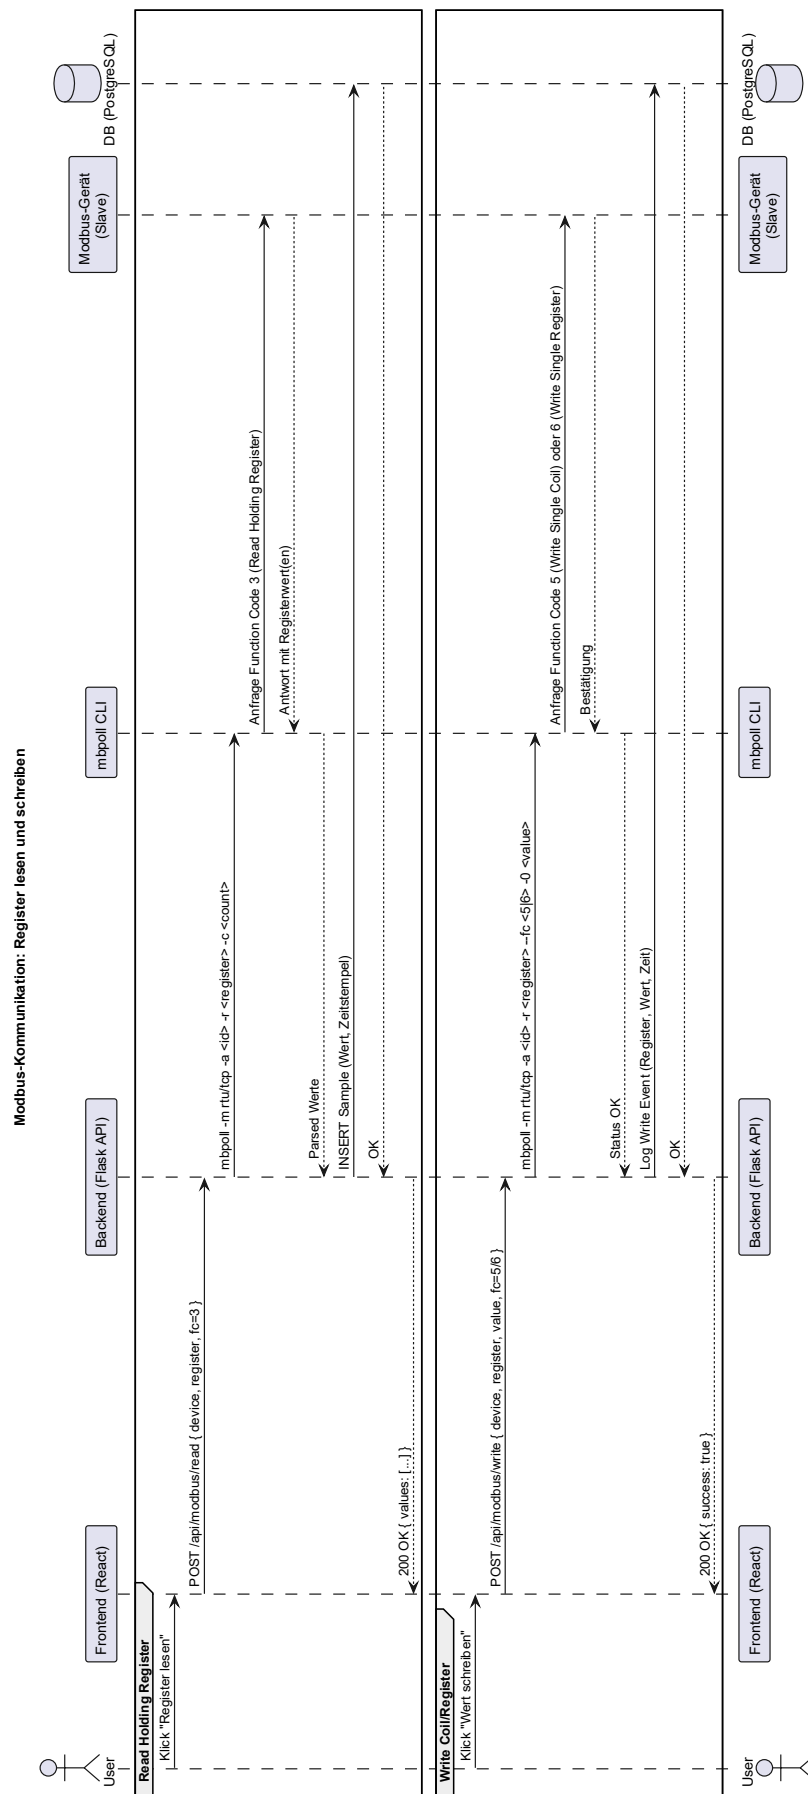 Modbus-Kommunikation: Register lesen und schreiben
User
Frontend (React)
Backend (Flask API)
mbpoll CLI
Modbus-Gerät
(Slave)
DB (PostgreSQL)
Read Holding Register
Klick "Register lesen"
POST /api/modbus/read { device, register, fc=3 }
mbpoll -m rtu/tcp -a <id> -r <register> -c <count>
Anfrage Function Code 3 (Read Holding Register)
Antwort mit Registerwert(en)
Parsed Werte
INSERT Sample (Wert, Zeitstempel)
OK
200 OK { values: [...] }
Write Coil/Register
Klick "Wert schreiben"
POST /api/modbus/write { device, register, value, fc=5/6 }
mbpoll -m rtu/tcp -a <id> -r <register> --fc <5|6> -0 <value>
Anfrage Function Code 5 (Write Single Coil) oder 6 (Write Single Register)
Bestätigung
Status OK
Log Write Event (Register, Wert, Zeit)
OK
200 OK { success: true }
User
Frontend (React)
Backend (Flask API)
mbpoll CLI
Modbus-Gerät
(Slave)
DB (PostgreSQL)